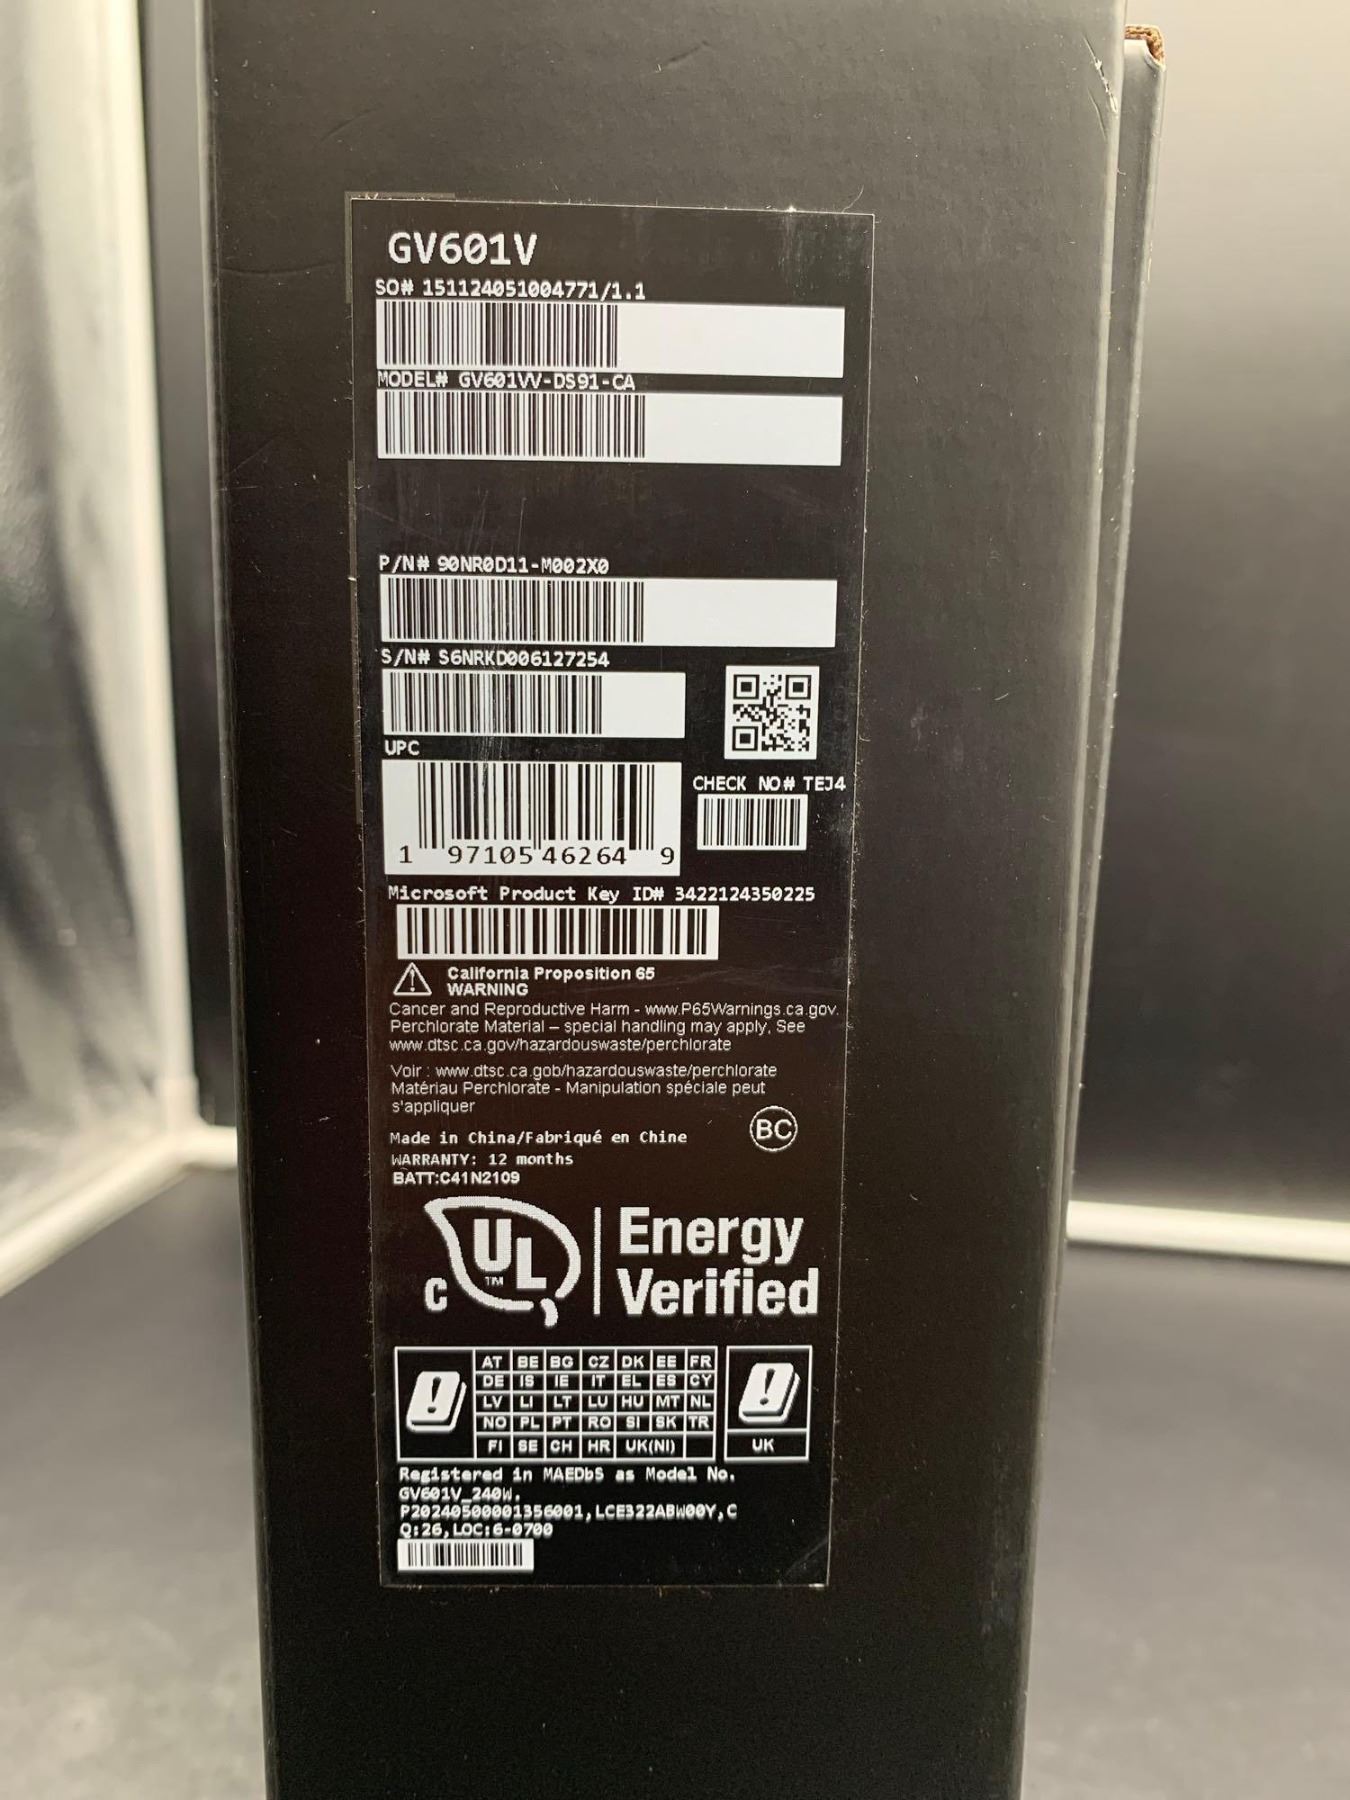 GV601V
SO# 151124051004771/1.1
MODEL# GV601VV-DS91-CA
P/N# 90NR0D11-M002X0
S/N# S6NRKD006127254
UPC
CHECK NO# TEJ4
1 97105 46264 9
Microsoft Product Key ID# 3422124350225
California Proposition 65
WARNING
Cancer and Reproductive Harm - www.P65Warnings.ca.gov.
Perchlorate Material – special handling may apply, See
www.dtsc.ca.gov/hazardouswaste/perchlorate
Voir : www.dtsc.ca.gob/hazardouswaste/perchlorate
Matériau Perchlorate - Manipulation spéciale peut
s'appliquer
BC
Made in China/Fabriqué en Chine
WARRANTY: 12 months
BATT:C41N2109
C UL TM Energy
Verified
AT BE BG CZ DK EE FR
DE IS IE IT EL ES CY
LV LI LT LU HU MT NL
NO PL PT RO SI SK TR
FI SE CH HR UK(NI)
UK
Registered in MAEDbS as Model No.
GV601V_240W.
P20240500001356001,LCE322ABW00Y,C
Q:26,LOC:6-0700